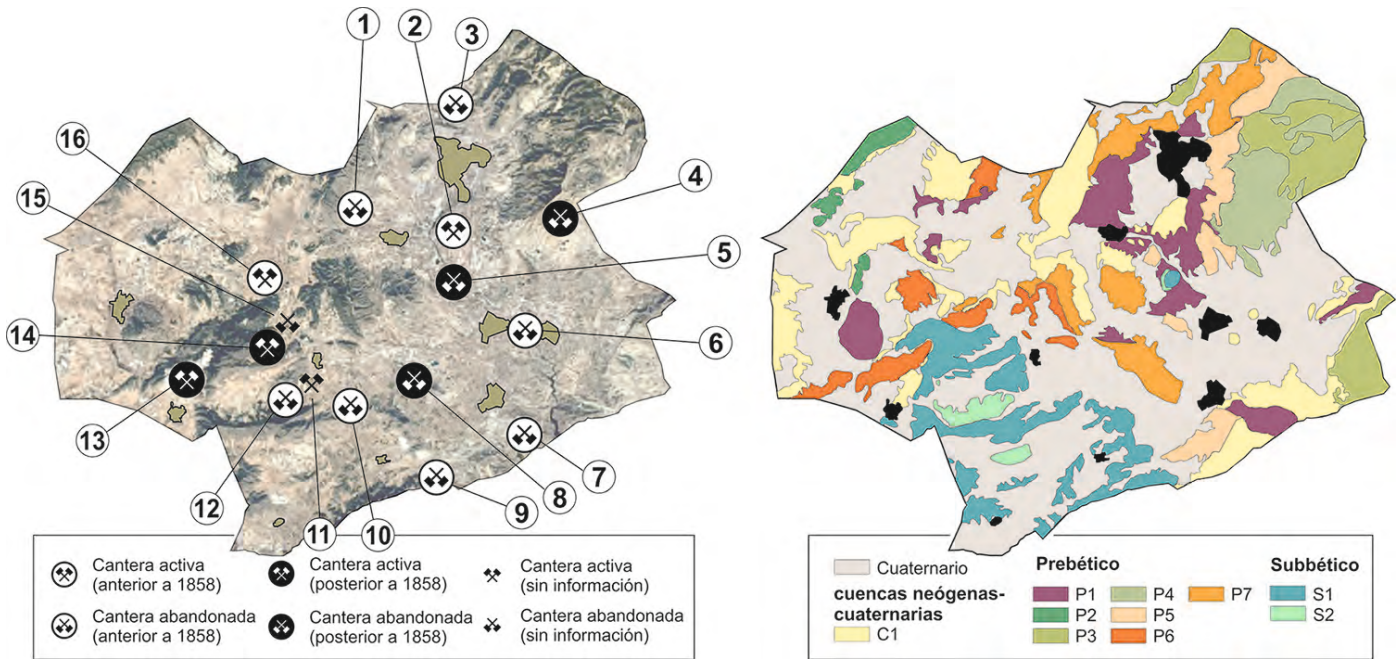 1
2
3
4
5
6
7
8
9
10
11
12
13
14
15
16
Cantera activa
(anterior a 1858)
Cantera activa
(posterior a 1858)
Cantera activa
(sin información)
Cantera abandonada
(anterior a 1858)
Cantera abandonada
(posterior a 1858)
Cantera abandonada
(sin información)
Cuaternario
cuencas neógenas-
cuaternarias
C1
Prebético
P1
P2
P3
P4
P5
P6
P7
Subbético
S1
S2